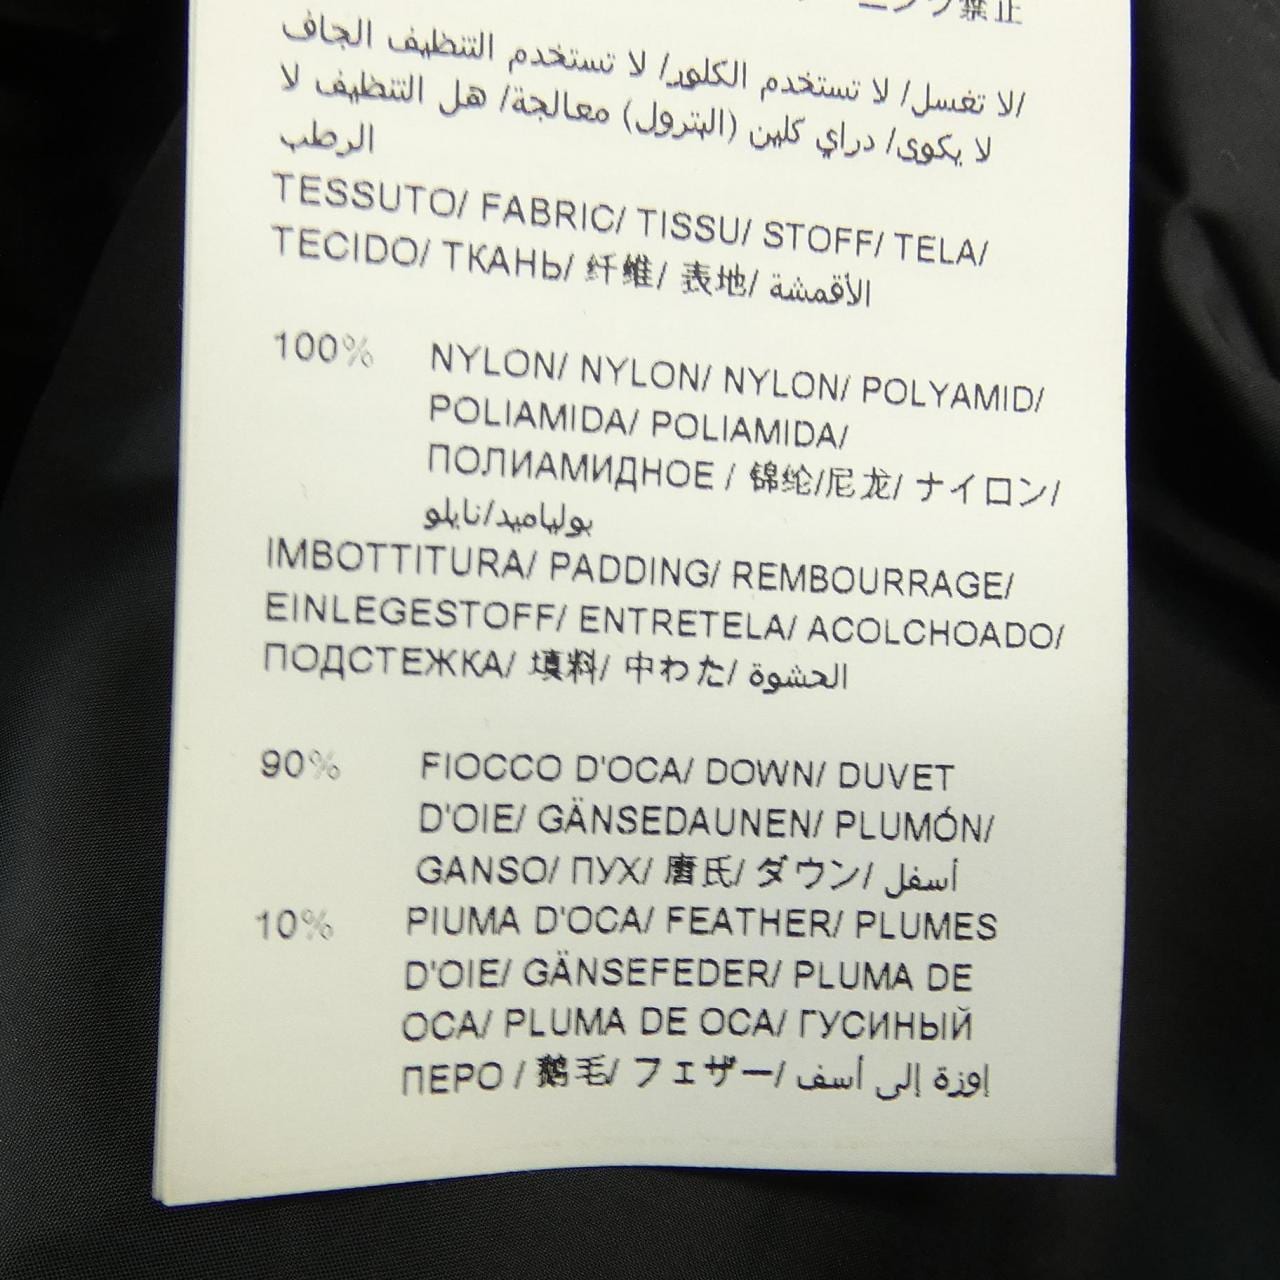 ニング禁止
لا تغسل/ لا تستخدم الكلور/ لا تستخدم التنظيف الجاف/
لا يكوى/ دراي كلين (البترول) معالجة/ هل التنظيف لا
الرطب
TESSUTO/ FABRIC/ TISSU/ STOFF/ TELA/
TECIDO/ ТКАНЬ/ 纤维/ 表地/ الأقمشة
100% NYLON/ NYLON/ NYLON/ POLYAMID/
POLIAMIDA/ POLIAMIDA/
ПОЛИАМИДНОЕ / 锦纶/尼龙/ ナイロン/
بولياميد/نايلو
IMBOTTITURA/ PADDING/ REMBOURRAGE/
EINLEGESTOFF/ ENTRETELA/ ACOLCHOADO/
ПОДСТЕЖКА/ 填料/ 中わた/ الحشوة
90% FIOCCO D'OCA/ DOWN/ DUVET
D'OIE/ GÄNSEDAUNEN/ PLUMÓN/
GANSO/ ПУХ/ 唐氏/ ダウン/ أسفل
10% PIUMA D'OCA/ FEATHER/ PLUMES
D'OIE/ GÄNSEFEDER/ PLUMA DE
OCA/ PLUMA DE OCA/ ГУСИНЫЙ
ПЕРО / 鹅毛/ フェザー/ إوزة إلى أسف